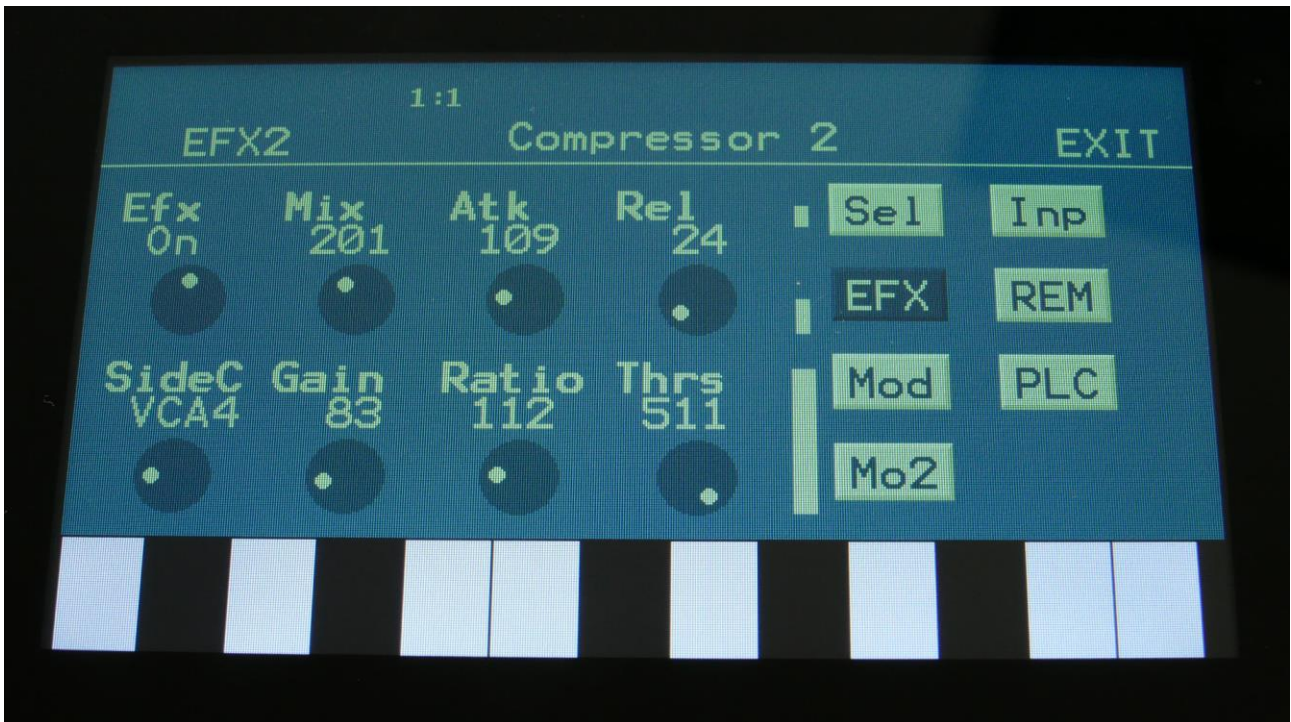 1:1
EFX2 Compressor 2 EXIT
Efx Mix Atk Rel Sel Inp
On 201 109 24
EFX REM
SideC Gain Ratio Thrs Mod PLC
VCA4 83 112 511
Mo2